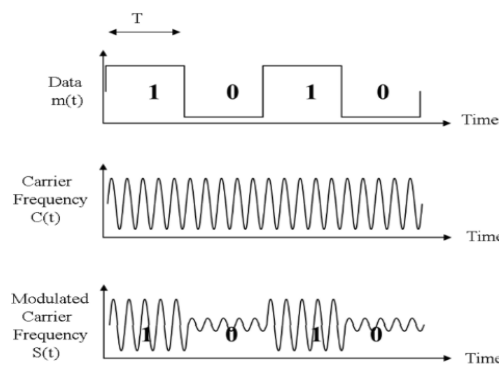 T
Data
m(t)
1 0 1 0
Time
Carrier
Frequency
C(t)
Time
Modulated
Carrier
Frequency
S(t)
1 0 1 0
Time